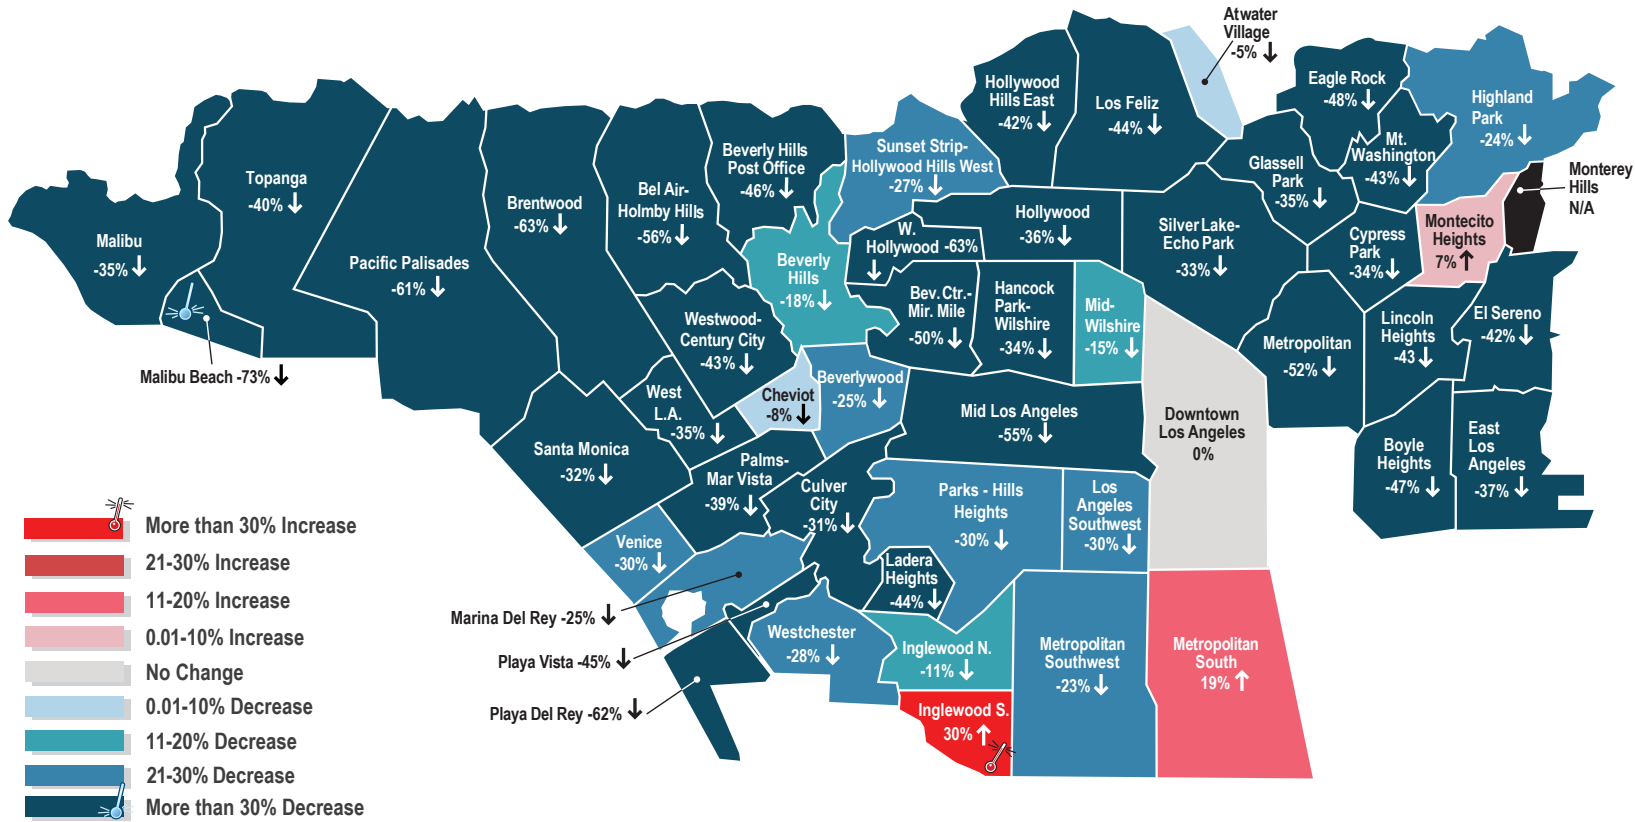 Atwater
Village
-5%
Eagle Rock
-48%
Highland
Park
-24%
Hollywood
Hills East
-42%
Los Feliz
-44%
Mt.
Washington
-43%
Monterey
Hills
N/A
Sunset Strip-
Hollywood Hills West
-27%
Beverly Hills
Post Office
-46%
Glassell
Park
-35%
Topanga
-40%
Bel Air-
Holmby Hills
-56%
Brentwood
-63%
Hollywood
-36%
W.
Hollywood -63%
Silver Lake-
Echo Park
-33%
Cypress
Park
-34%
Montecito
Heights
7%
Malibu
-35%
Pacific Palisades
-61%
Beverly
Hills
-18%
Bev. Ctr.-
Mir. Mile
-50%
Hancock
Park-
Wilshire
-34%
Mid-
Wilshire
-15%
Westwood-
Century City
-43%
Metropolitan
-52%
Lincoln
Heights
-43
El Sereno
-42%
Malibu Beach -73%
West
L.A.
-35%
Cheviot
-8%
Beverlywood
-25%
Mid Los Angeles
-55%
Downtown
Los Angeles
0%
Boyle
Heights
-47%
East
Los
Angeles
-37%
Santa Monica
-32%
Palms-
Mar Vista
-39%
Culver
City
-31%
Parks - Hills
Heights
-30%
Los
Angeles
Southwest
-30%
Venice
-30%
Ladera
Heights
-44%
Marina Del Rey -25%
Playa Vista -45%
Playa Del Rey -62%
Westchester
-28%
Inglewood N.
-11%
Metropolitan
Southwest
-23%
Metropolitan
South
19%
Inglewood S.
30%
More than 30% Increase
21-30% Increase
11-20% Increase
0.01-10% Increase
No Change
0.01-10% Decrease
11-20% Decrease
21-30% Decrease
More than 30% Decrease